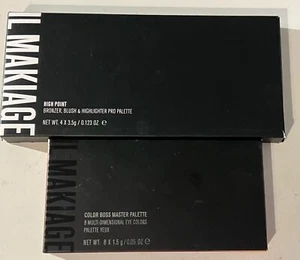 IL MAKIAGE
HIGH POINT
BRONZER, BLUSH & HIGHLIGHTER PRO PALETTE
NET WT. 4 X 3.5g / 0.123 OZ ℮
IL MAKIAGE
COLOR BOSS MASTER PALETTE
8 MULTI-DIMENSIONAL EYE COLORS
PALETTE YEUX
NET WT. 8 X 1.5g / 0.05 OZ ℮